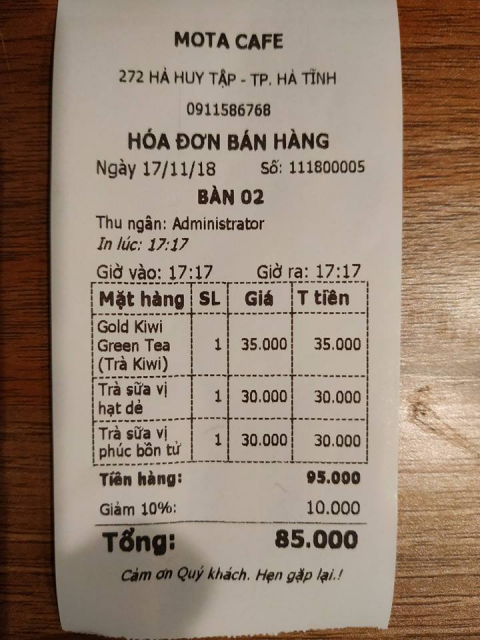 MOTA CAFE
272 HÀ HUY TẬP - TP. HÀ TĨNH
0911586768
HÓA ĐƠN BÁN HÀNG
Ngày 17/11/18 Số: 111800005
BÀN 02
Thu ngân: Administrator
In lúc: 17:17
Giờ vào: 17:17 Giờ ra: 17:17
Mặt hàng SL Giá T tiền
Gold Kiwi
Green Tea 1 35.000 35.000
(Trà Kiwi)
Trà sữa vị
hạt dẻ 1 30.000 30.000
Trà sữa vị
phúc bồn tử 1 30.000 30.000
Tiền hàng: 95.000
Giảm 10%: 10.000
Tổng: 85.000
Cảm ơn Quý khách. Hẹn gặp lại.!